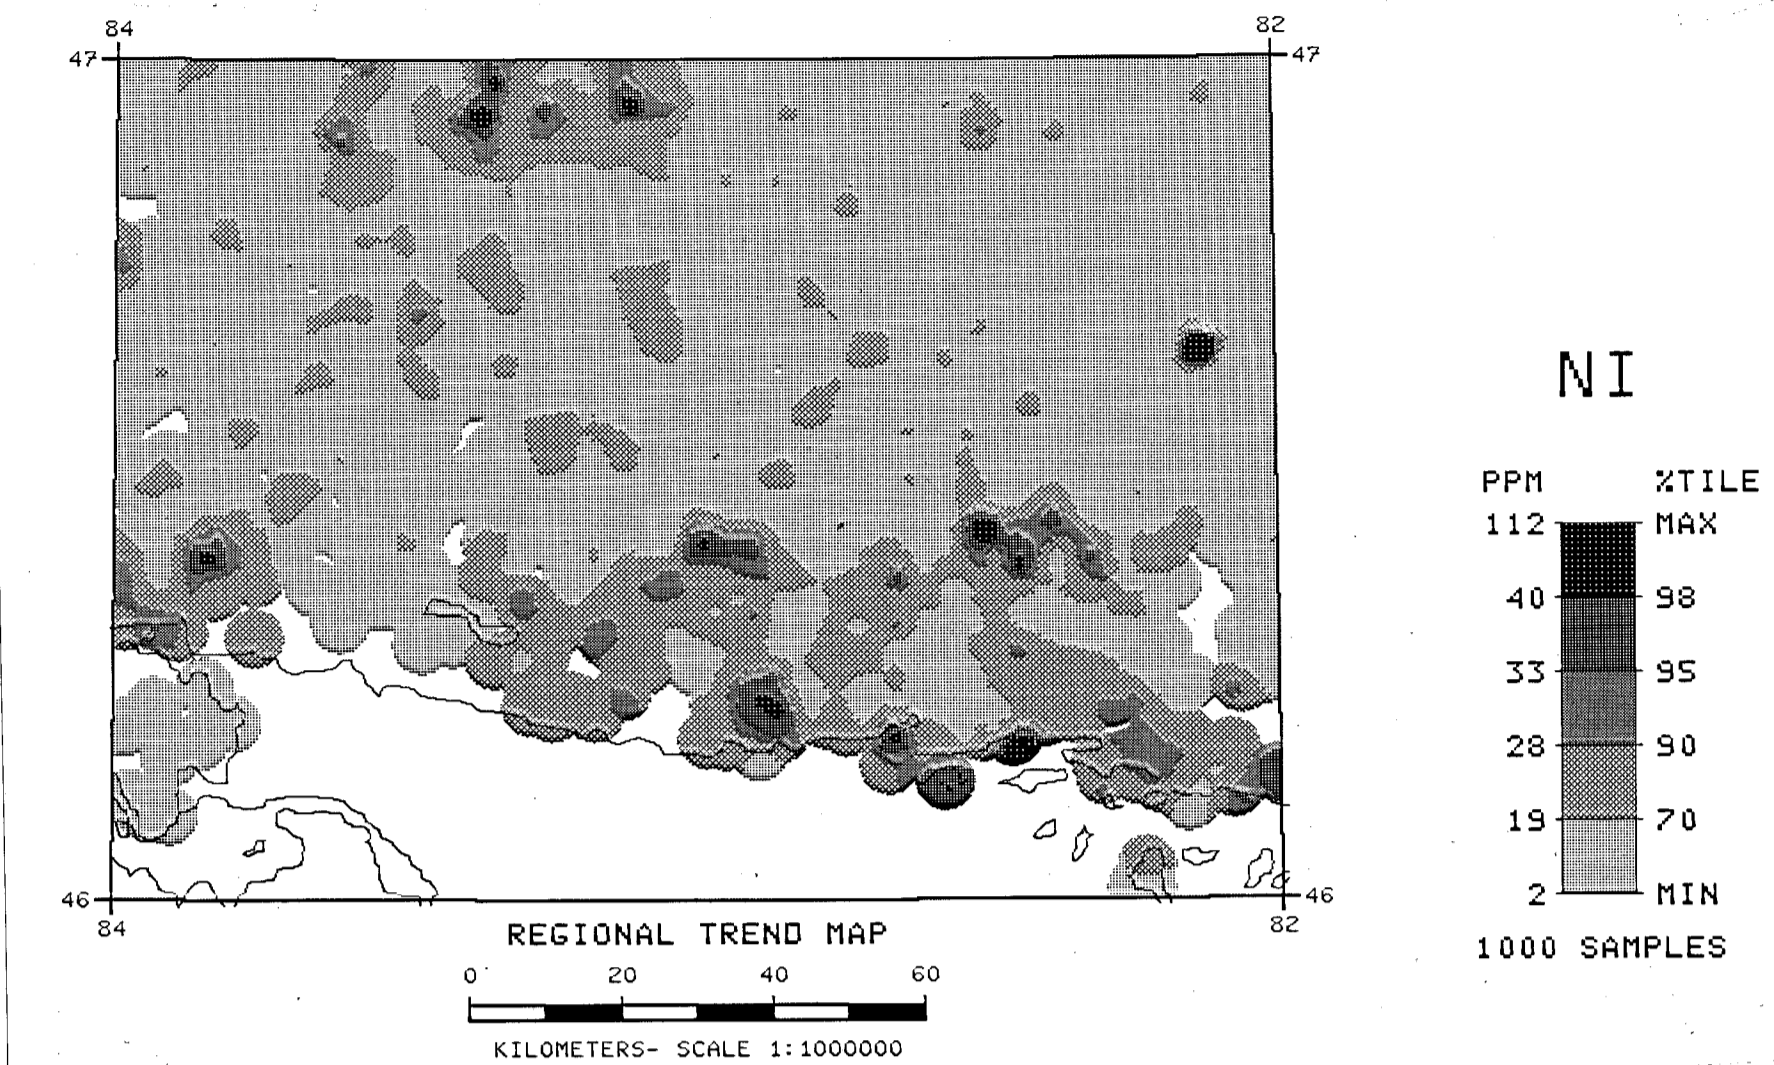 84 82
47 47
NI
PPM %TILE
112 MAX
40 98
33 95
28 90
19 70
2 MIN
46 46
84 82
REGIONAL TREND MAP
1000 SAMPLES
0 20 40 60
KILOMETERS- SCALE 1:1000000